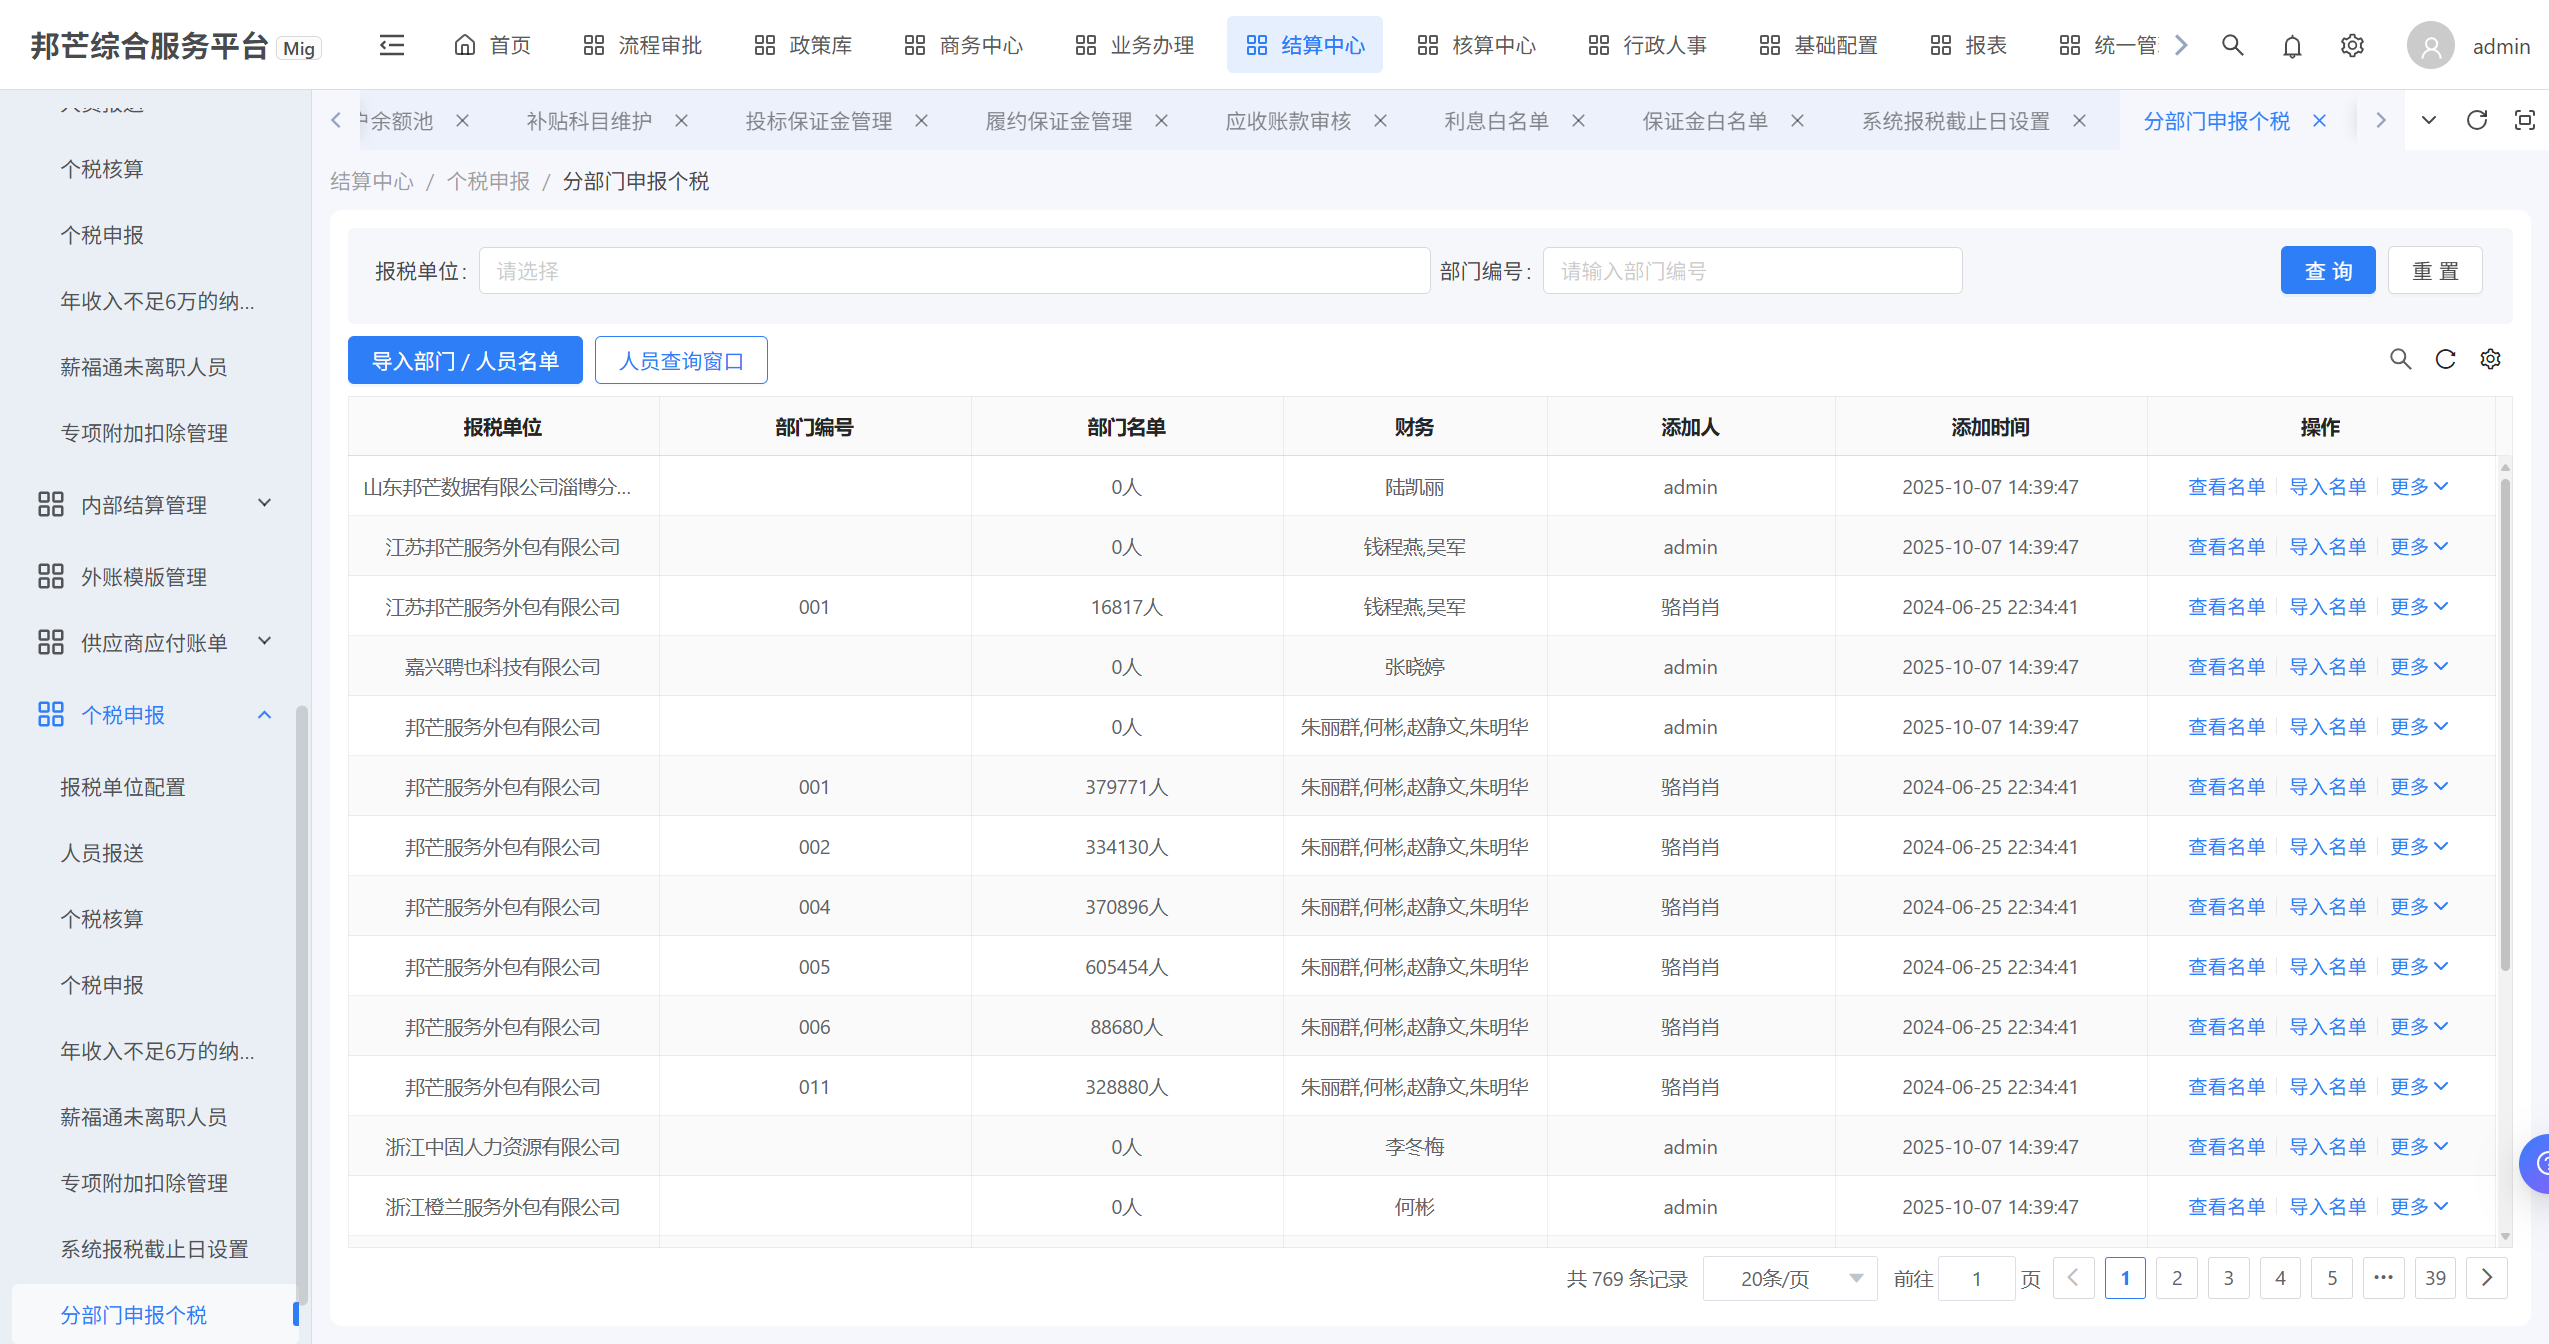 邦芒综合服务平台 Mig
首页 流程审批 政策库 商务中心 业务办理 结算中心 核算中心 行政人事 基础配置 报表 统一管 admin
余额池 补贴科目维护 投标保证金管理 履约保证金管理 应收账款审核 利息白名单 保证金白名单 系统报税截止日设置 分部门申报个税
结算中心 / 个税申报 / 分部门申报个税
人员报送
个税核算
个税申报
年收入不足6万的纳...
薪福通未离职人员
专项附加扣除管理
内部结算管理
外账模版管理
供应商应付账单
个税申报
报税单位配置
人员报送
个税核算
个税申报
年收入不足6万的纳...
薪福通未离职人员
专项附加扣除管理
系统报税截止日设置
分部门申报个税
报税单位: 请选择 部门编号: 请输入部门编号 查 询 重 置
导入部门 / 人员名单 人员查询窗口
报税单位 部门编号 部门名单 财务 添加人 添加时间 操作
山东邦芒数据有限公司淄博分... 0人 陆凯丽 admin 2025-10-07 14:39:47 查看名单 导入名单 更多
江苏邦芒服务外包有限公司 0人 钱程燕,吴军 admin 2025-10-07 14:39:47 查看名单 导入名单 更多
江苏邦芒服务外包有限公司 001 16817人 钱程燕,吴军 骆肖肖 2024-06-25 22:34:41 查看名单 导入名单 更多
嘉兴聘也科技有限公司 0人 张晓婷 admin 2025-10-07 14:39:47 查看名单 导入名单 更多
邦芒服务外包有限公司 0人 朱丽群,何彬,赵静文,朱明华 admin 2025-10-07 14:39:47 查看名单 导入名单 更多
邦芒服务外包有限公司 001 379771人 朱丽群,何彬,赵静文,朱明华 骆肖肖 2024-06-25 22:34:41 查看名单 导入名单 更多
邦芒服务外包有限公司 002 334130人 朱丽群,何彬,赵静文,朱明华 骆肖肖 2024-06-25 22:34:41 查看名单 导入名单 更多
邦芒服务外包有限公司 004 370896人 朱丽群,何彬,赵静文,朱明华 骆肖肖 2024-06-25 22:34:41 查看名单 导入名单 更多
邦芒服务外包有限公司 005 605454人 朱丽群,何彬,赵静文,朱明华 骆肖肖 2024-06-25 22:34:41 查看名单 导入名单 更多
邦芒服务外包有限公司 006 88680人 朱丽群,何彬,赵静文,朱明华 骆肖肖 2024-06-25 22:34:41 查看名单 导入名单 更多
邦芒服务外包有限公司 011 328880人 朱丽群,何彬,赵静文,朱明华 骆肖肖 2024-06-25 22:34:41 查看名单 导入名单 更多
浙江中固人力资源有限公司 0人 李冬梅 admin 2025-10-07 14:39:47 查看名单 导入名单 更多
浙江橙兰服务外包有限公司 0人 何彬 admin 2025-10-07 14:39:47 查看名单 导入名单 更多
共 769 条记录 20条/页 前往 1 页 1 2 3 4 5 ••• 39